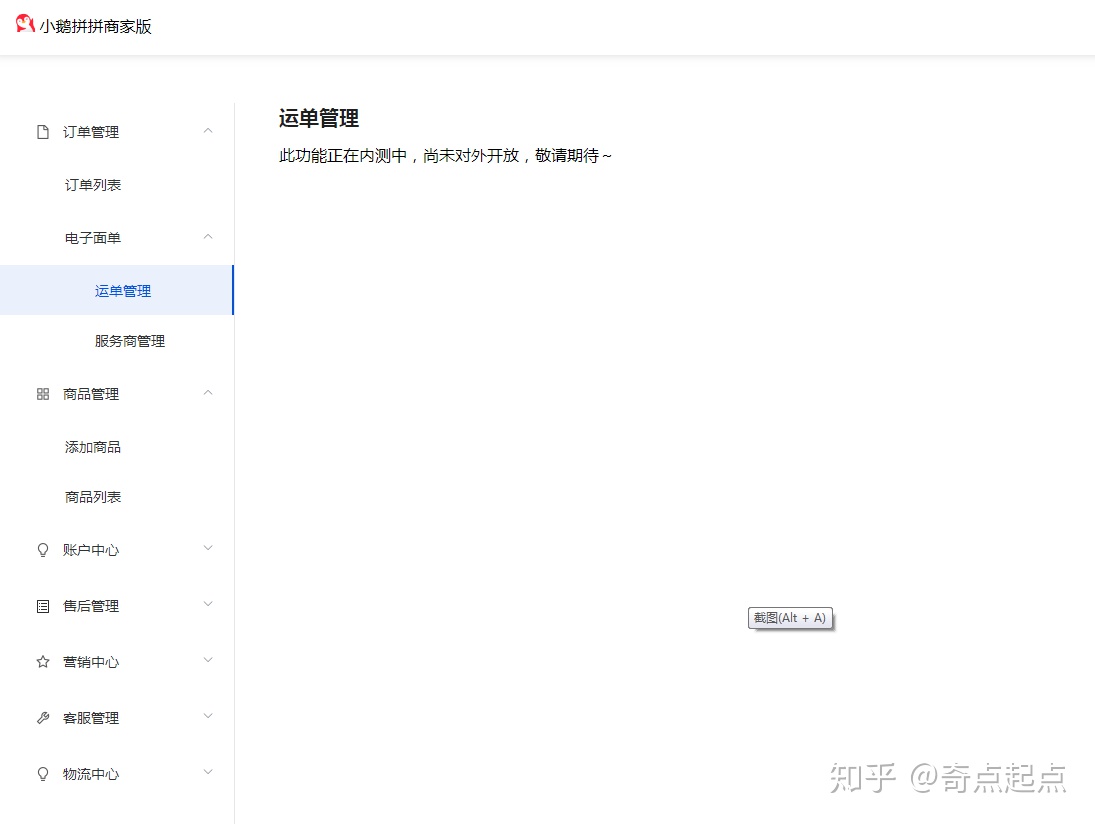 小鹅拼拼商家版
订单管理
订单列表
电子面单
运单管理
服务商管理
商品管理
添加商品
商品列表
账户中心
售后管理
营销中心
客服管理
物流中心
运单管理
此功能正在内测中，尚未对外开放，敬请期待～
截图(Alt + A)
知乎 @奇点起点